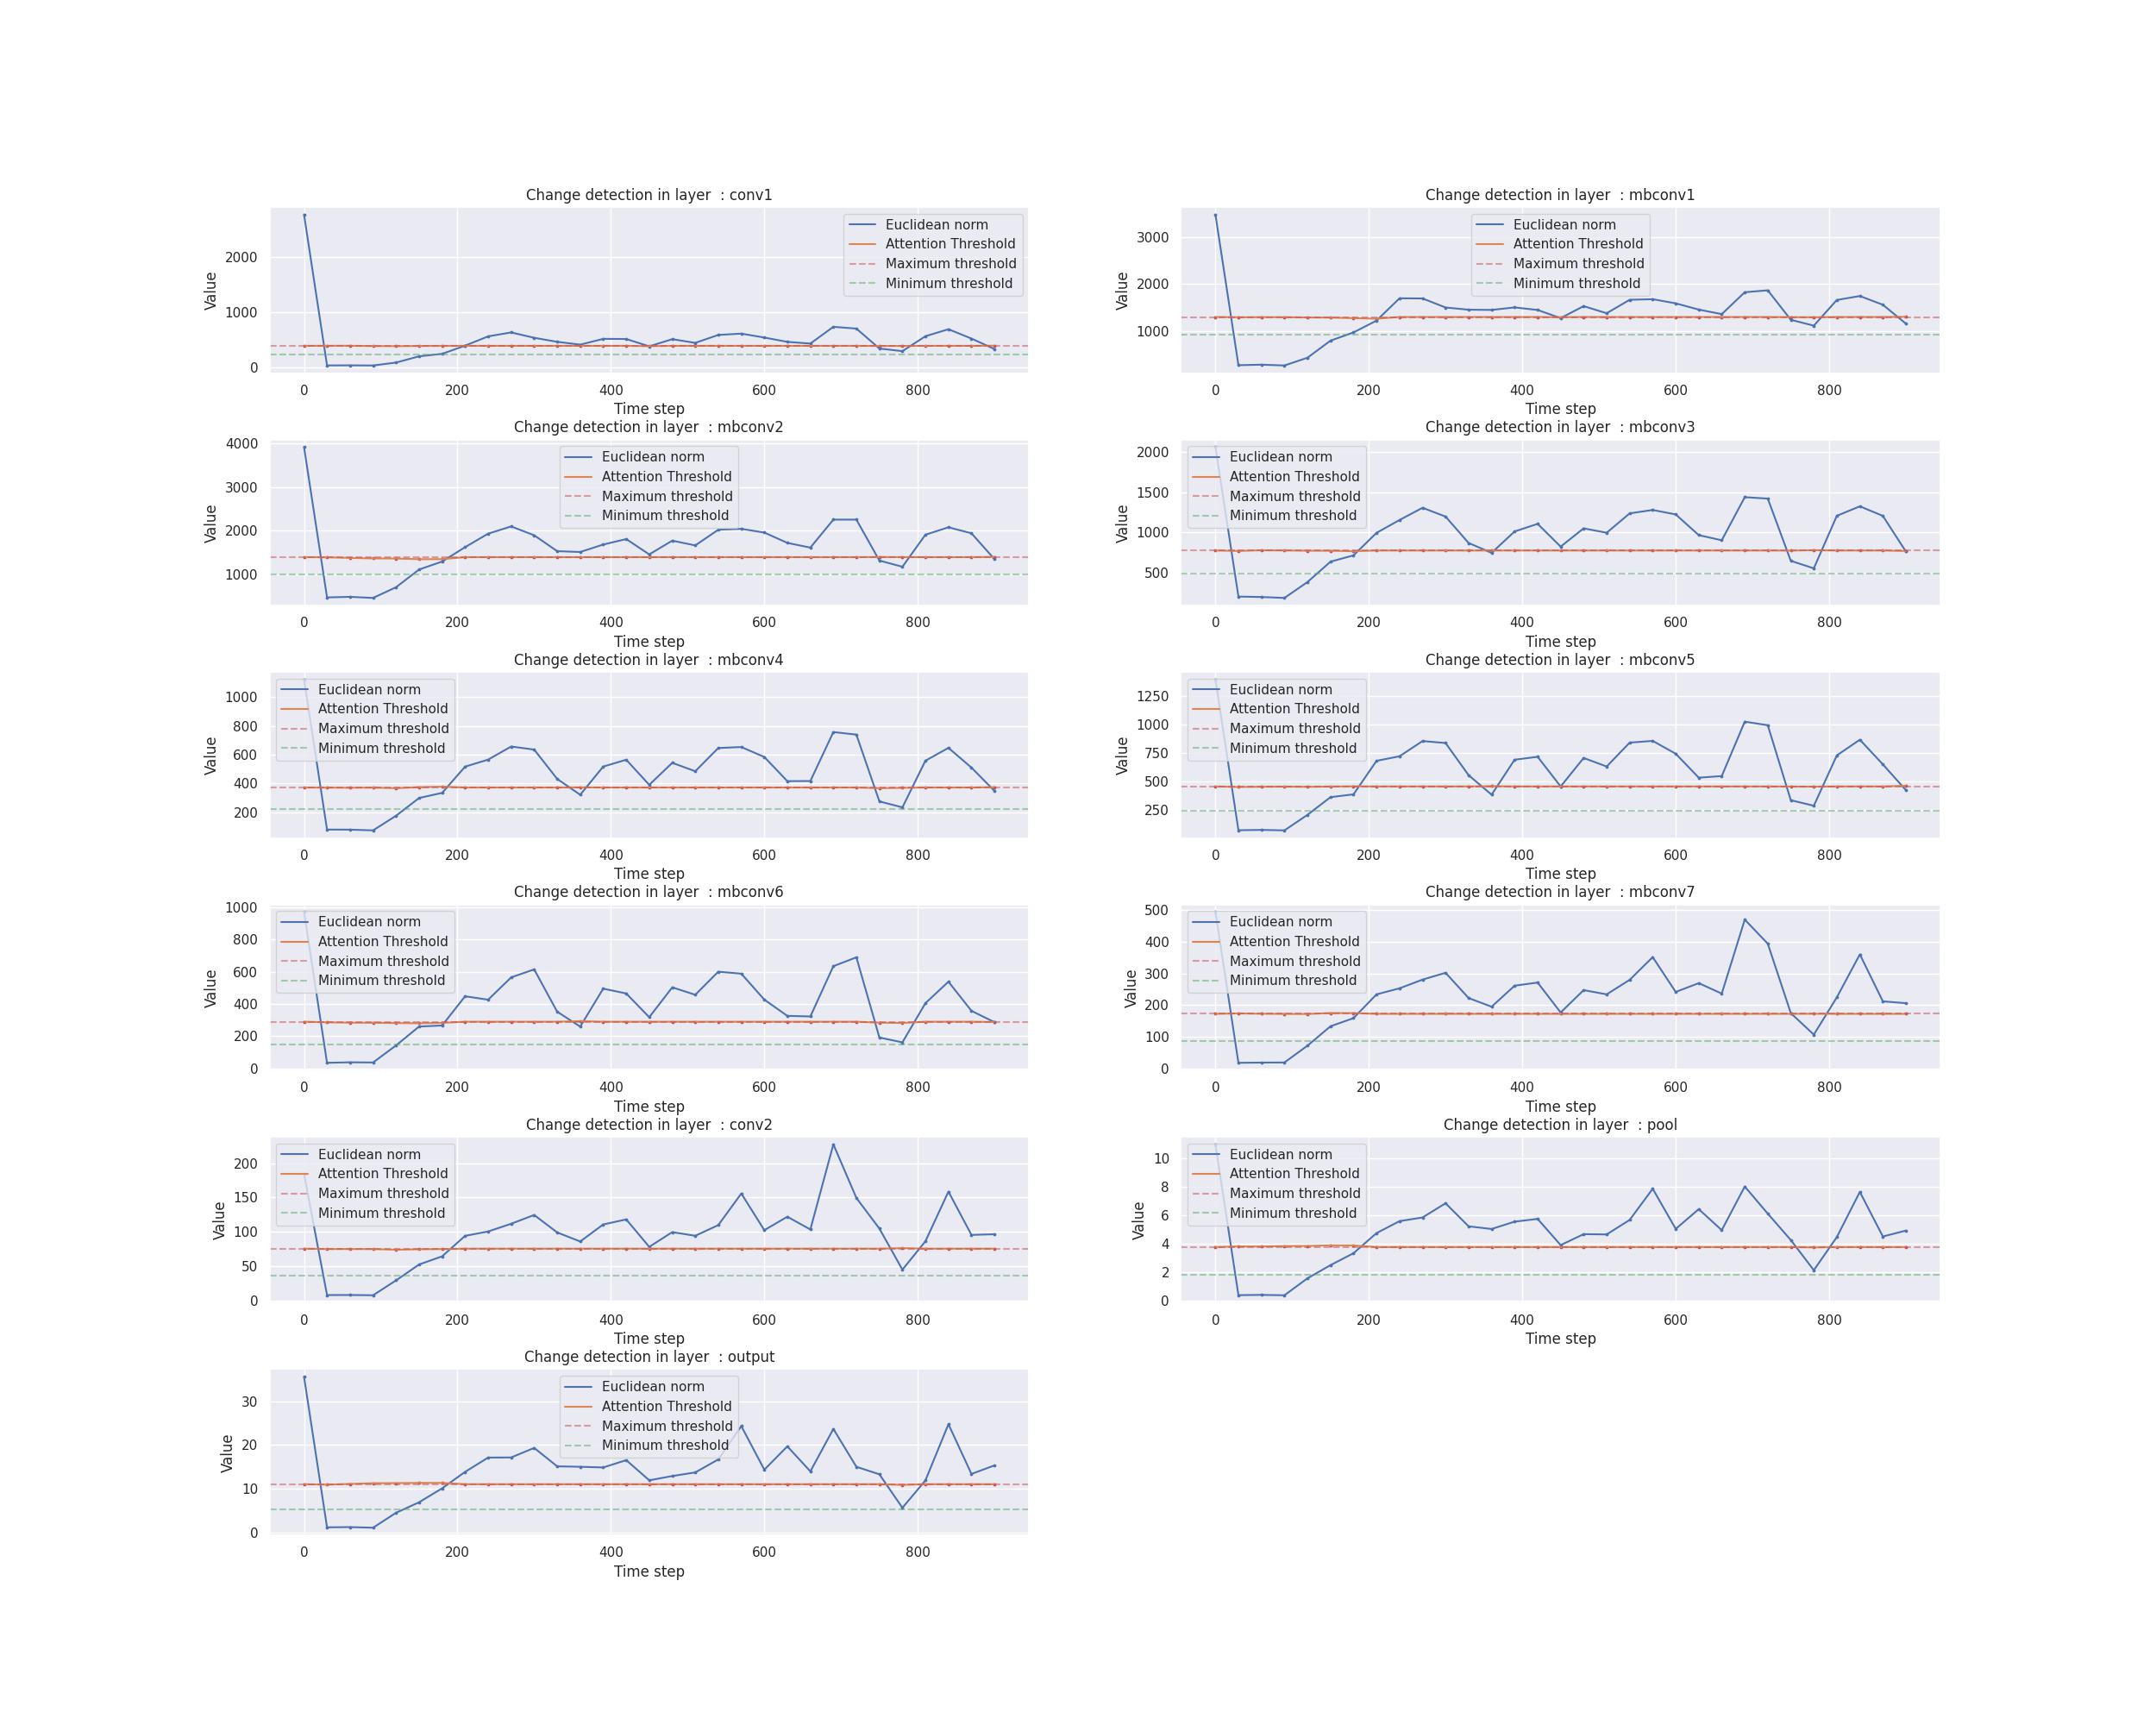 Change detection in layer  : conv1
Value
2000
1000
0
Euclidean norm
Attention Threshold
Maximum threshold
Minimum threshold
0 200 400 600 800
Time step
Change detection in layer  : mbconv1
Value
3000
2000
1000
Euclidean norm
Attention Threshold
Maximum threshold
Minimum threshold
0 200 400 600 800
Time step
Change detection in layer  : mbconv2
Value
4000
3000
2000
1000
Euclidean norm
Attention Threshold
Maximum threshold
Minimum threshold
0 200 400 600 800
Time step
Change detection in layer  : mbconv3
Value
2000
1500
1000
500
Euclidean norm
Attention Threshold
Maximum threshold
Minimum threshold
0 200 400 600 800
Time step
Change detection in layer  : mbconv4
Value
1000
800
600
400
200
Euclidean norm
Attention Threshold
Maximum threshold
Minimum threshold
0 200 400 600 800
Time step
Change detection in layer  : mbconv5
Value
1250
1000
750
500
250
Euclidean norm
Attention Threshold
Maximum threshold
Minimum threshold
0 200 400 600 800
Time step
Change detection in layer  : mbconv6
Value
1000
800
600
400
200
0
Euclidean norm
Attention Threshold
Maximum threshold
Minimum threshold
0 200 400 600 800
Time step
Change detection in layer  : mbconv7
Value
500
400
300
200
100
0
Euclidean norm
Attention Threshold
Maximum threshold
Minimum threshold
0 200 400 600 800
Time step
Change detection in layer  : conv2
Value
200
150
100
50
0
Euclidean norm
Attention Threshold
Maximum threshold
Minimum threshold
0 200 400 600 800
Time step
Change detection in layer  : pool
Value
10
8
6
4
2
0
Euclidean norm
Attention Threshold
Maximum threshold
Minimum threshold
0 200 400 600 800
Time step
Change detection in layer  : output
Value
30
20
10
0
Euclidean norm
Attention Threshold
Maximum threshold
Minimum threshold
0 200 400 600 800
Time step